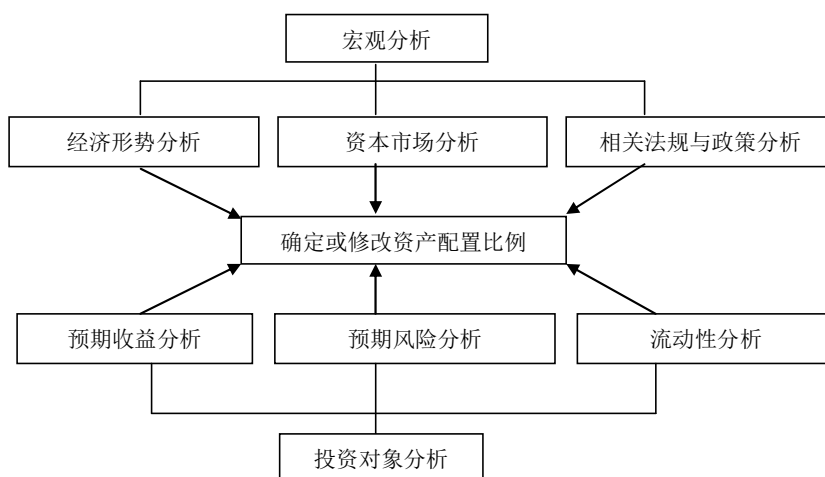 宏观分析
经济形势分析
资本市场分析
相关法规与政策分析
确定或修改资产配置比例
预期收益分析
预期风险分析
流动性分析
投资对象分析